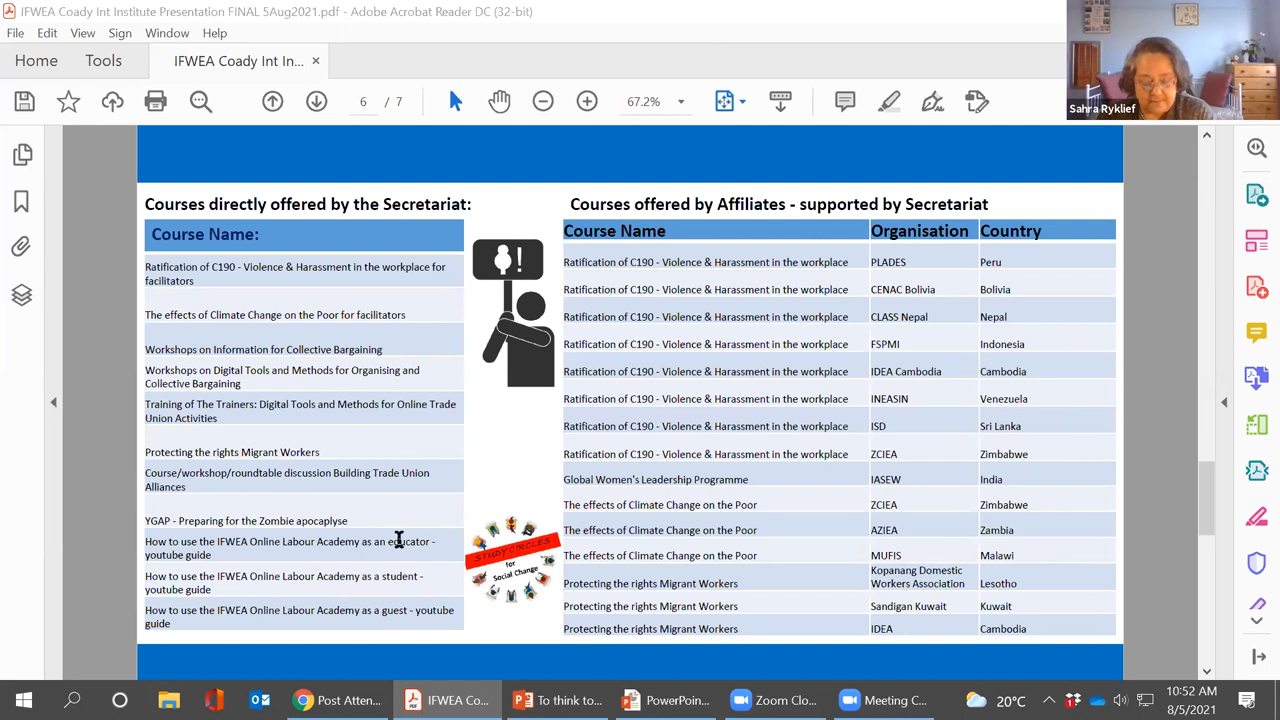 IFWEA Coady Int Institute Presentation FINAL 5Aug2021.pdf - Adobe Acrobat Reader DC (32-bit)
File Edit View Sign Window Help
Home Tools IFWEA Coady Int In... ×
6 / 7 67.2%
Sahra Ryklief
Courses directly offered by the Secretariat:
Course Name:
Ratification of C190 - Violence & Harassment in the workplace for
facilitators
The effects of Climate Change on the Poor for facilitators
Workshops on Information for Collective Bargaining
Workshops on Digital Tools and Methods for Organising and
Collective Bargaining
Training of The Trainers: Digital Tools and Methods for Online Trade
Union Activities
Protecting the rights Migrant Workers
Course/workshop/roundtable discussion Building Trade Union
Alliances
YGAP - Preparing for the Zombie apocaplyse
How to use the IFWEA Online Labour Academy as an educator -
youtube guide
How to use the IFWEA Online Labour Academy as a student -
youtube guide
How to use the IFWEA Online Labour Academy as a guest - youtube
guide
!
STUDY CIRCLES
for
Social Change
Courses offered by Affiliates - supported by Secretariat
Course Name Organisation Country
Ratification of C190 - Violence & Harassment in the workplace PLADES Peru
Ratification of C190 - Violence & Harassment in the workplace CENAC Bolivia Bolivia
Ratification of C190 - Violence & Harassment in the workplace CLASS Nepal Nepal
Ratification of C190 - Violence & Harassment in the workplace FSPMI Indonesia
Ratification of C190 - Violence & Harassment in the workplace IDEA Cambodia Cambodia
Ratification of C190 - Violence & Harassment in the workplace INEASIN Venezuela
Ratification of C190 - Violence & Harassment in the workplace ISD Sri Lanka
Ratification of C190 - Violence & Harassment in the workplace ZCIEA Zimbabwe
Global Women's Leadership Programme IASEW India
The effects of Climate Change on the Poor ZCIEA Zimbabwe
The effects of Climate Change on the Poor AZIEA Zambia
The effects of Climate Change on the Poor MUFIS Malawi
Protecting the rights Migrant Workers Kopanang Domestic
Workers Association Lesotho
Protecting the rights Migrant Workers Sandigan Kuwait Kuwait
Protecting the rights Migrant Workers IDEA Cambodia
Post Atten... IFWEA Co... To think to... PowerPoin... Zoom Clo... Meeting C... 20°C
10:52 AM
8/5/2021